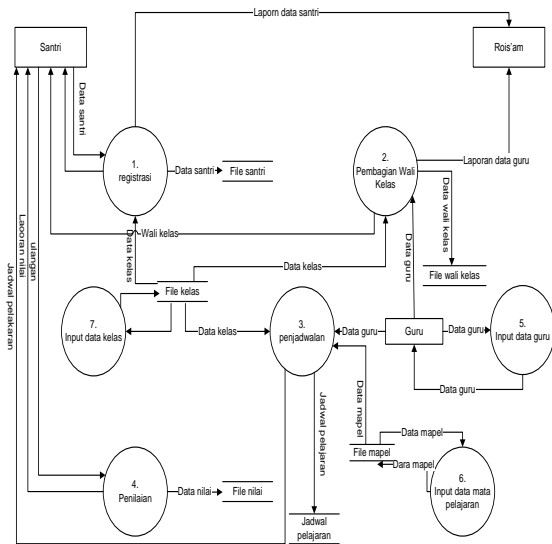 Laporn data santri
Santri
Rois'am
Data santri
1.
registrasi
Data santri
File santri
2.
Pembagian Wali
Kelas
Laporan data guru
Data wali kelas
File wali kelas
Wali kelas
Data kelas
Data guru
ulangan
Laporan nilai
Jadwal pelajaran
Data kelas
File kelas
7.
Input data kelas
Data kelas
3.
penjadwalan
Data guru
Guru
Data guru
5.
Input data guru
Data guru
Data mapel
Data mapel
File mapel
Dara mapel
6.
Input data mata
pelajaran
Jadwal pelajaran
4.
Penilaian
Data nilai
File nilai
Jadwal
pelajaran